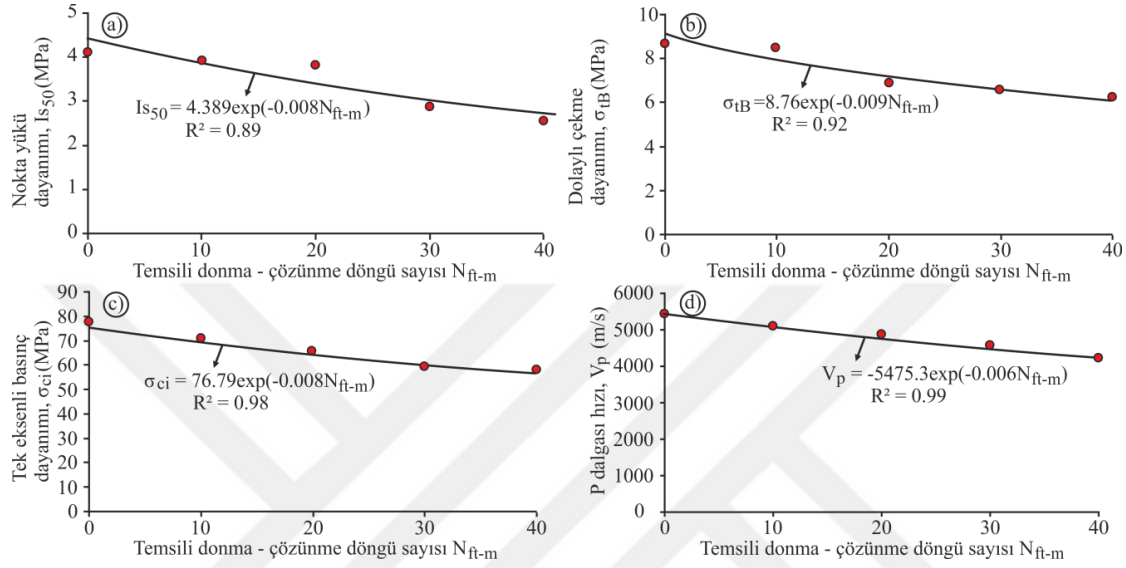 a)
Nokta yükü
dayanımı, Is50(MPa)
5
4
3
2
1
0
Is50 = 4.389exp(-0.008Nft-m)
R² = 0.89
0 10 20 30 40
Temsili donma - çözünme döngü sayısı Nft-m
b)
Dolaylı çekme
dayanımı, σtB(MPa)
10
8
6
4
2
0
σtB=8.76exp(-0.009Nft-m)
R² = 0.92
0 10 20 30 40
Temsili donma - çözünme döngü sayısı Nft-m
c)
Tek eksenli basınç
dayanımı, σci(MPa)
90
80
70
60
50
40
30
20
10
0
σci = 76.79exp(-0.008Nft-m)
R² = 0.98
0 10 20 30 40
Temsili donma - çözünme döngü sayısı Nft-m
d)
P dalgası hızı, Vp (m/s)
6000
5000
4000
3000
2000
1000
0
Vp = -5475.3exp(-0.006Nft-m)
R² = 0.99
0 10 20 30 40
Temsili donma - çözünme döngü sayısı Nft-m